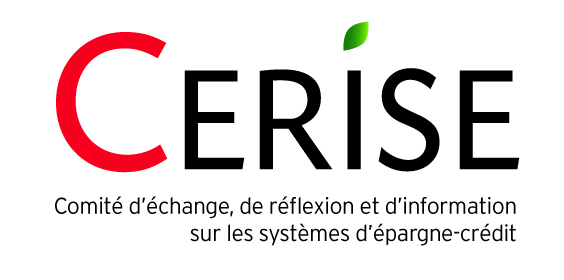 CERISE
Comité d'échange, de réflexion et d'information
sur les systèmes d'épargne-crédit